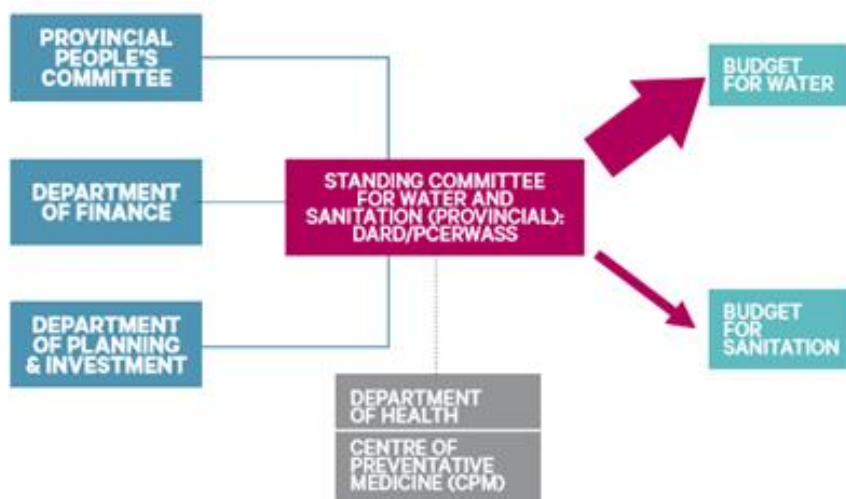 PROVINCIAL
PEOPLE'S
COMMITTEE
DEPARTMENT
OF FINANCE
DEPARTMENT
OF PLANNING
& INVESTMENT
STANDING COMMITTEE
FOR WATER AND
SANITATION (PROVINCIAL):
DARD/PCERWASS
DEPARTMENT
OF HEALTH
CENTRE OF
PREVENTATIVE
MEDICINE (CPM)
BUDGET
FOR WATER
BUDGET
FOR
SANITATION